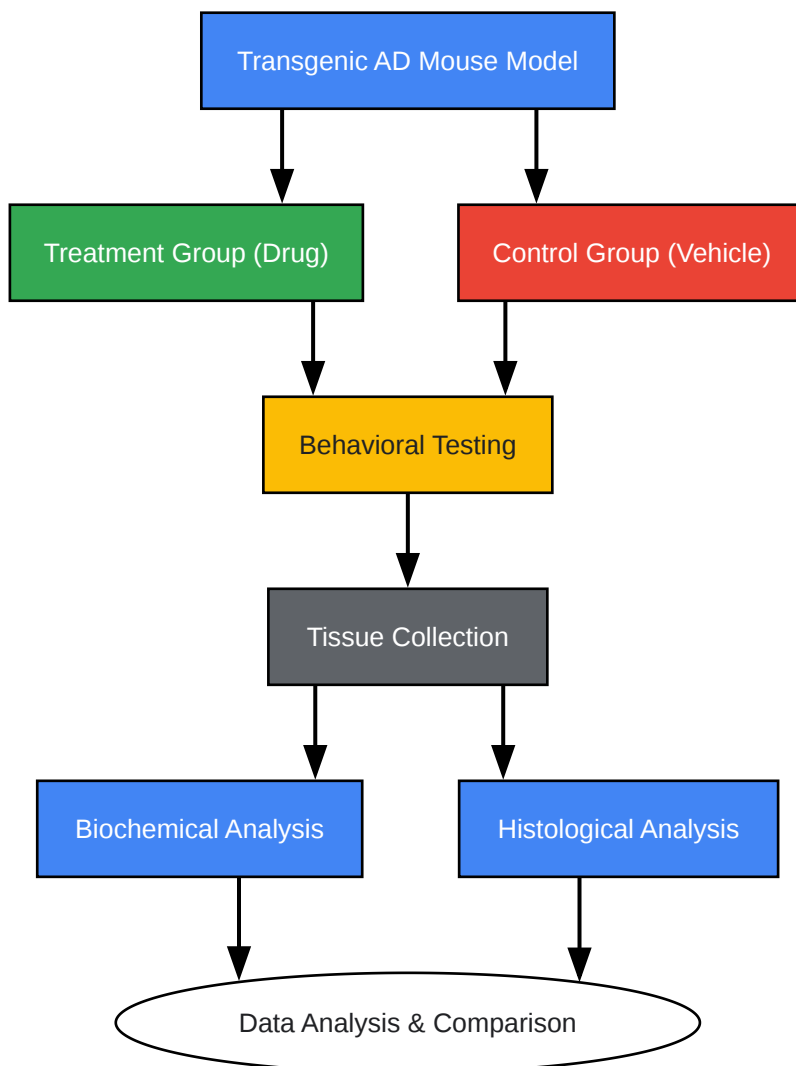 Transgenic AD Mouse Model
Treatment Group (Drug)
Control Group (Vehicle)
Behavioral Testing
Tissue Collection
Biochemical Analysis
Histological Analysis
Data Analysis & Comparison